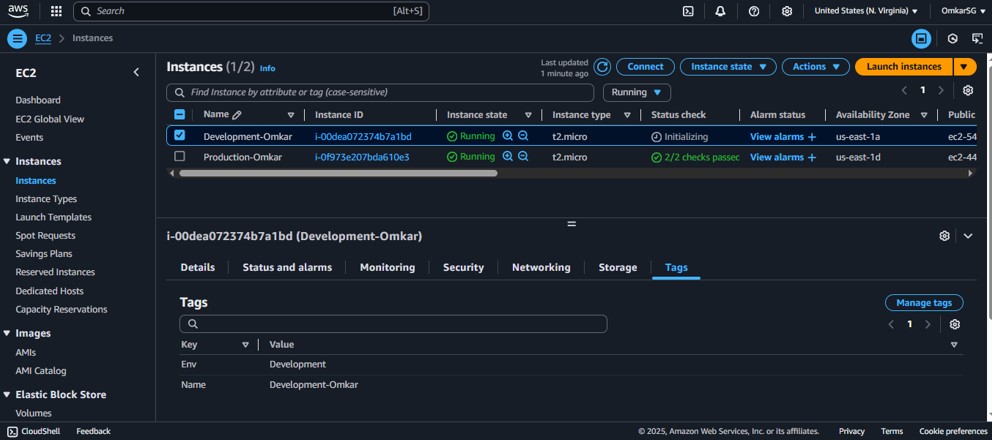 aws Search [Alt+S] United States (N. Virginia) OmkarSG
EC2 > Instances
EC2
Dashboard
EC2 Global View
Events
Instances
Instances
Instance Types
Launch Templates
Spot Requests
Savings Plans
Reserved Instances
Dedicated Hosts
Capacity Reservations
Images
AMIs
AMI Catalog
Elastic Block Store
Volumes
Instances (1/2) Info
Last updated
1 minute ago
Connect Instance state Actions Launch instances
Find Instance by attribute or tag (case-sensitive) Running 1
Name Instance ID Instance state Instance type Status check Alarm status Availability Zone Public
Development-Omkar i-00dea072374b7a1bd Running t2.micro Initializing View alarms + us-east-1a ec2-54
Production-Omkar i-0f973e207bda610e3 Running t2.micro 2/2 checks passec View alarms + us-east-1d ec2-44
i-00dea072374b7a1bd (Development-Omkar)
Details Status and alarms Monitoring Security Networking Storage Tags
Tags Manage tags
1
Key Value
Env Development
Name Development-Omkar
CloudShell Feedback © 2025, Amazon Web Services, Inc. or its affiliates. Privacy Terms Cookie preferences